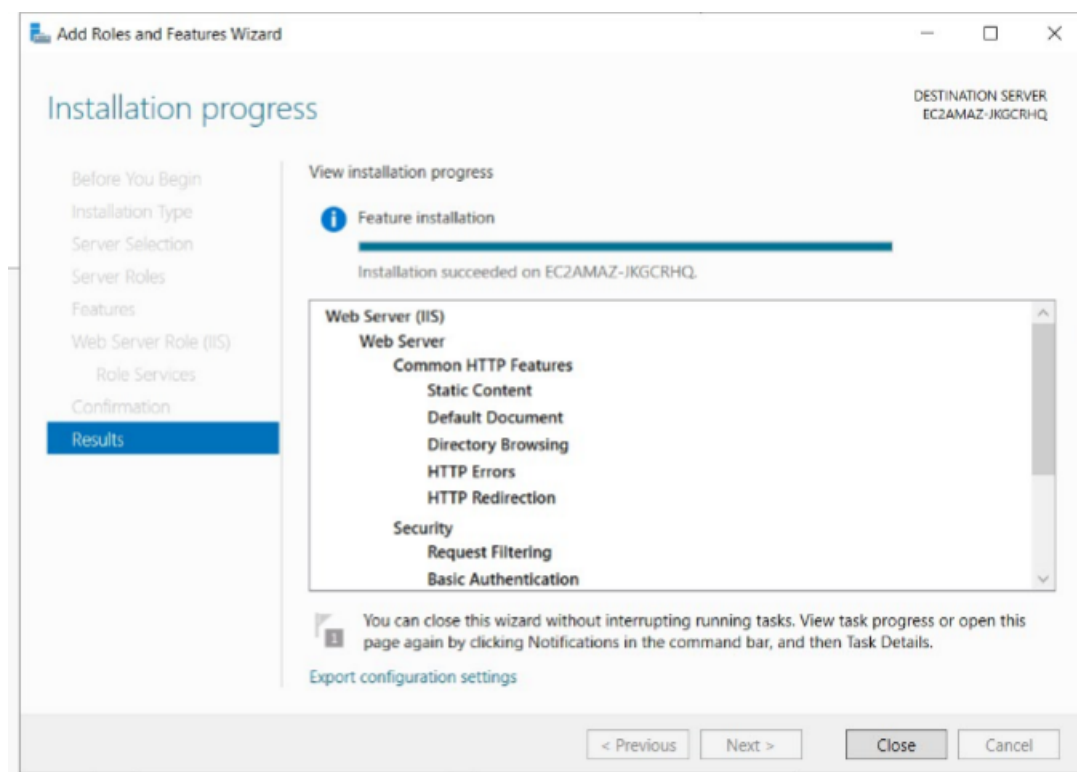 Add Roles and Features Wizard
Installation progress
DESTINATION SERVER
EC2AMAZ-JKGCRHQ
Before You Begin
Installation Type
Server Selection
Server Roles
Features
Web Server Role (IIS)
Role Services
Confirmation
Results
View installation progress
Feature installation
Installation succeeded on EC2AMAZ-JKGCRHQ.
Web Server (IIS)
Web Server
Common HTTP Features
Static Content
Default Document
Directory Browsing
HTTP Errors
HTTP Redirection
Security
Request Filtering
Basic Authentication
1
You can close this wizard without interrupting running tasks. View task progress or open this
page again by clicking Notifications in the command bar, and then Task Details.
Export configuration settings
< Previous
Next >
Close
Cancel